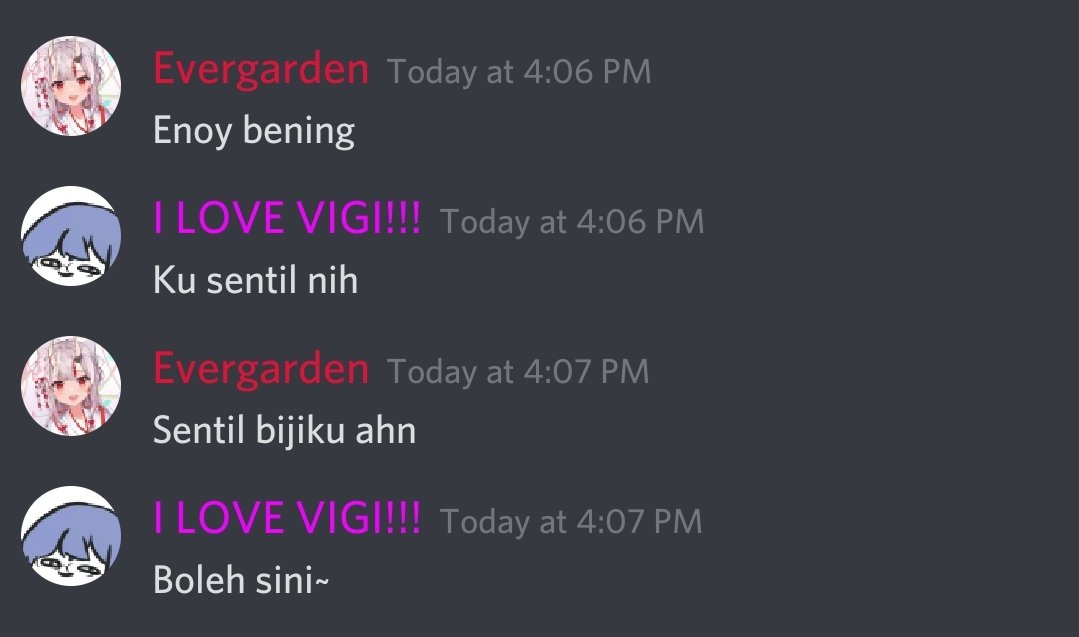 Evergarden Today at 4:06 PM
Enoy bening
I LOVE VIGI!!! Today at 4:06 PM
Ku sentil nih
Evergarden Today at 4:07 PM
Sentil bijiku ahn
I LOVE VIGI!!! Today at 4:07 PM
Boleh sini~